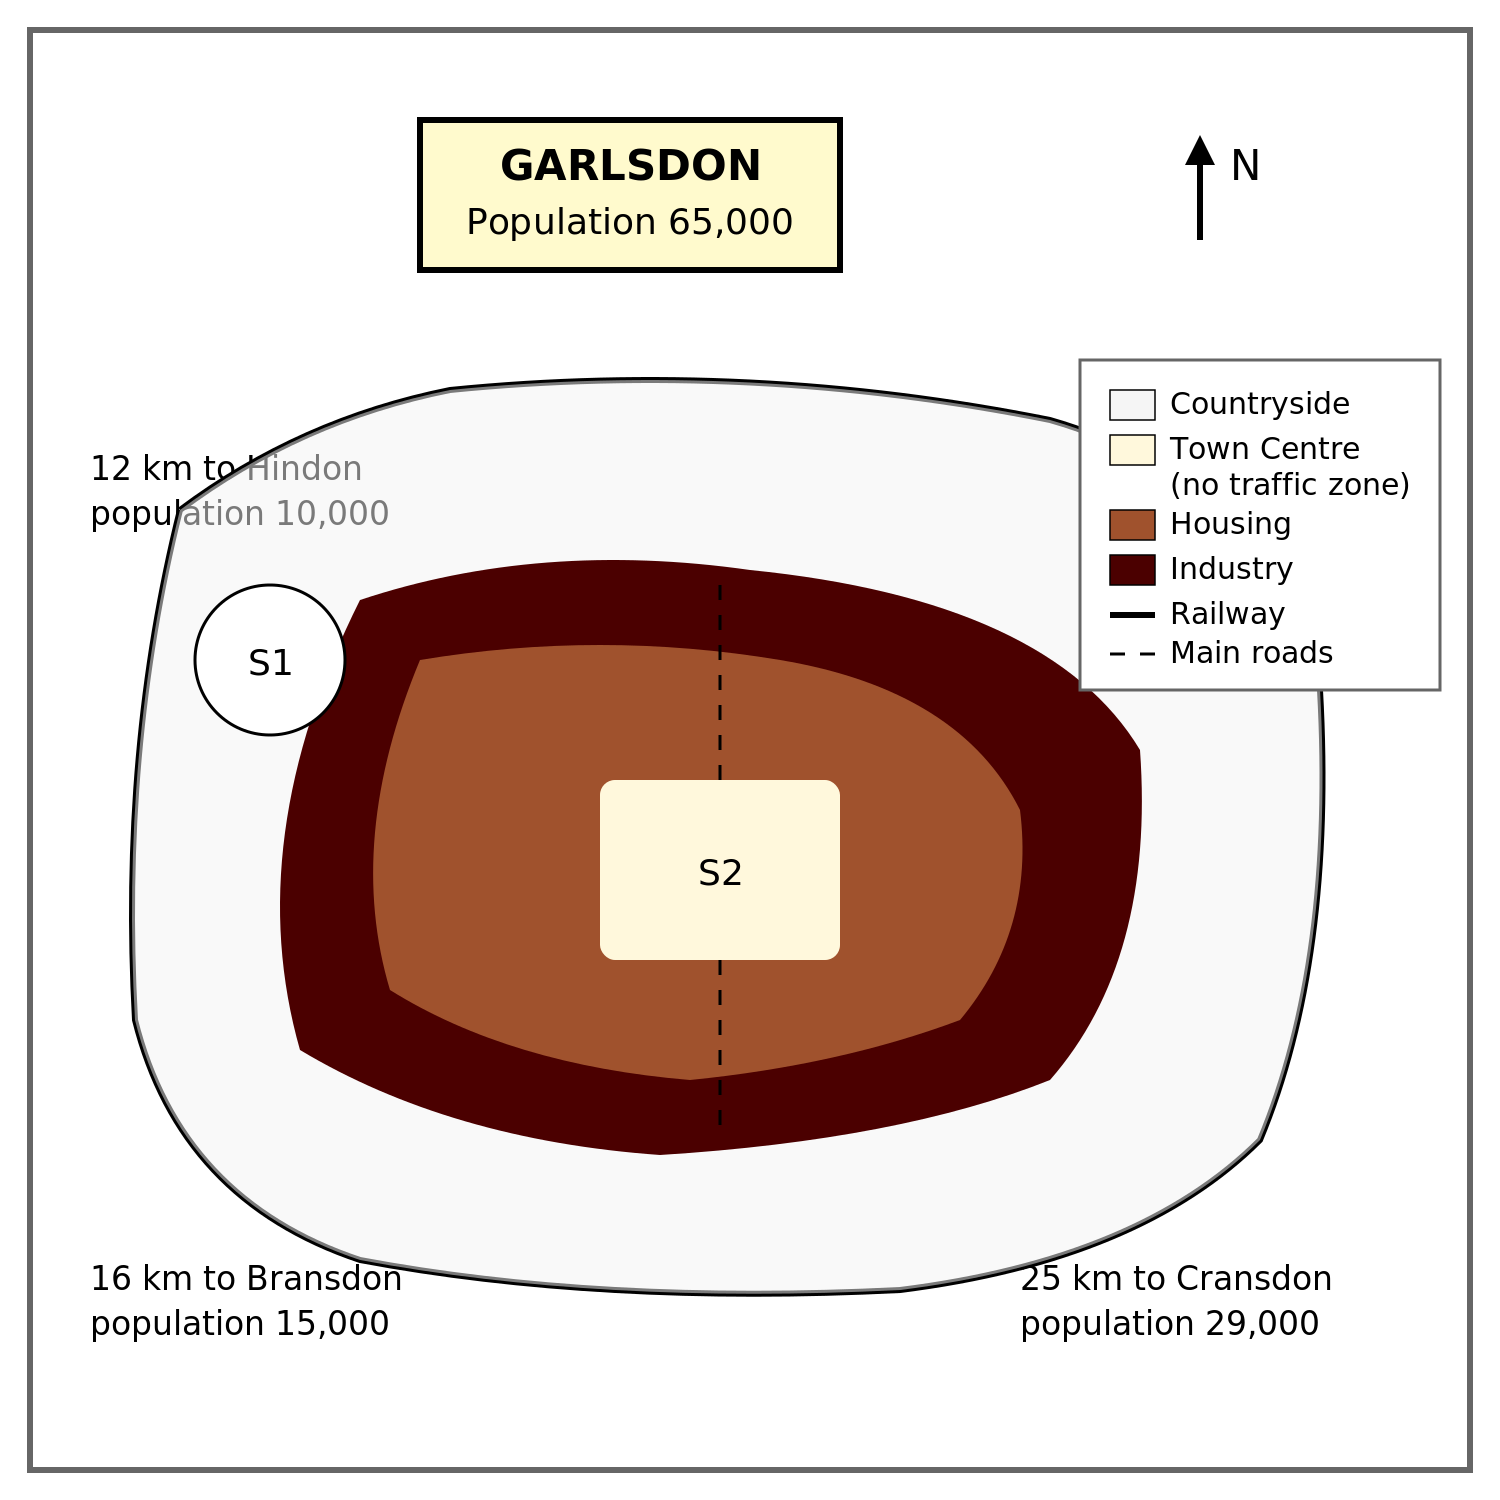 GARLSDON
Population 65,000
N
12 km to Hindon
population 10,000
Countryside
Town Centre
(no traffic zone)
Housing
Industry
Railway
Main roads
S1
S2
16 km to Bransdon
population 15,000
25 km to Cransdon
population 29,000